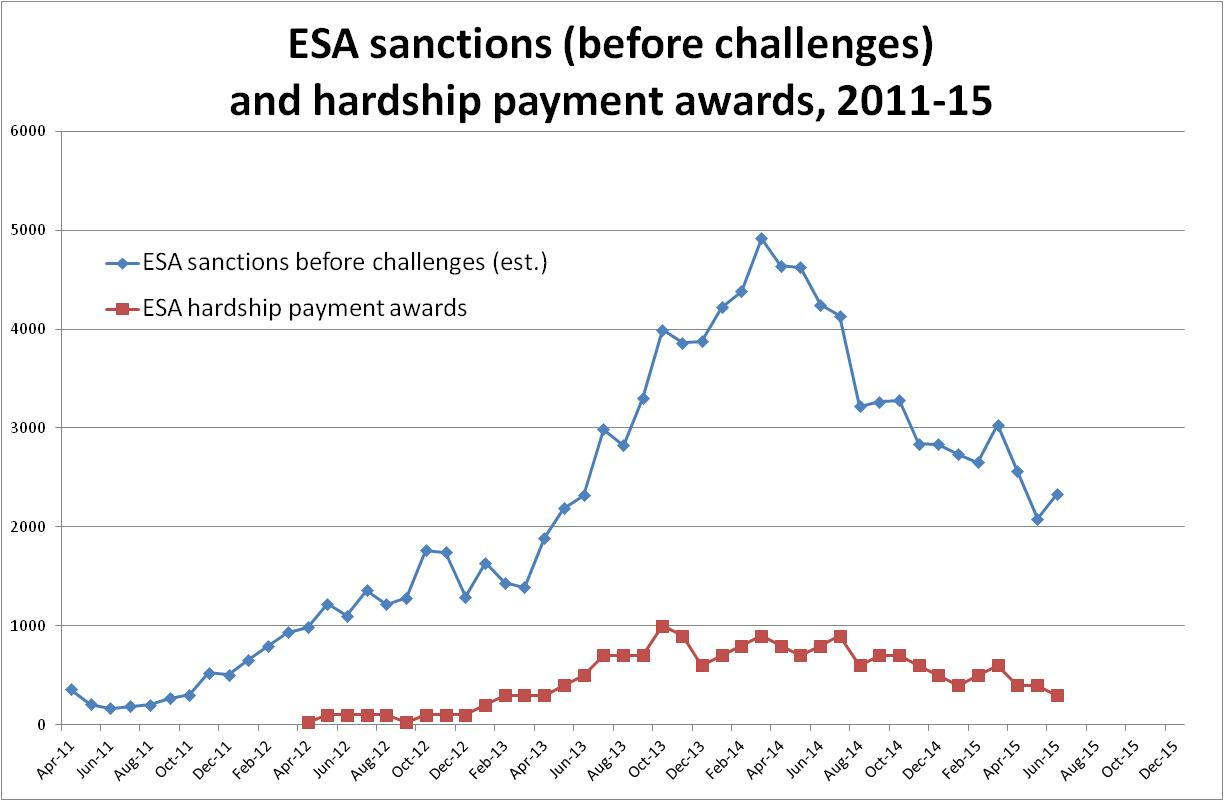 ESA sanctions (before challenges)
and hardship payment awards, 2011-15
6000
5000
ESA sanctions before challenges (est.)
ESA hardship payment awards
4000
3000
2000
1000
0
Apr-11
Jun-11
Aug-11
Oct-11
Dec-11
Feb-12
Apr-12
Jun-12
Aug-12
Oct-12
Dec-12
Feb-13
Apr-13
Jun-13
Aug-13
Oct-13
Dec-13
Feb-14
Apr-14
Jun-14
Aug-14
Oct-14
Dec-14
Feb-15
Apr-15
Jun-15
Aug-15
Oct-15
Dec-15